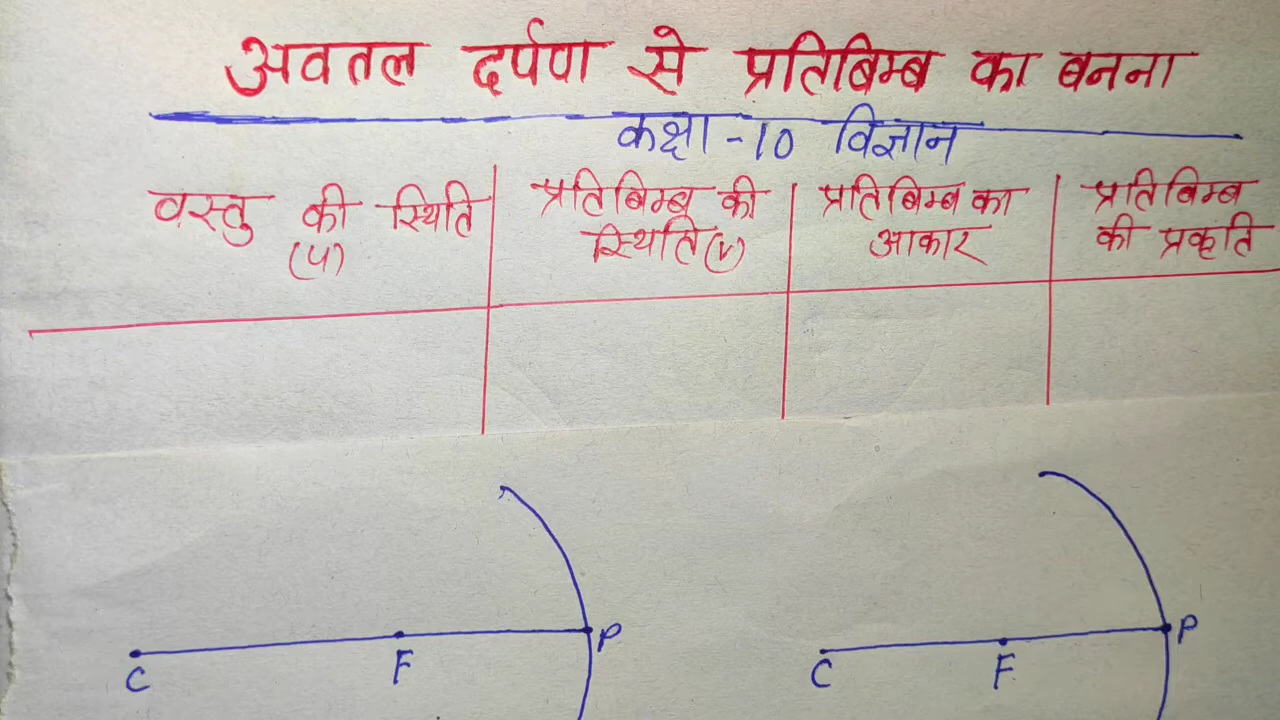 अवतल दर्पण से प्रतिबिम्ब का बनना
कक्षा -10 विज्ञान
वस्तु की स्थिति
(u)
प्रतिबिम्ब की
स्थिति (v)
प्रतिबिम्ब का
आकार
प्रतिबिम्ब
की प्रकृति
C F P
C F P